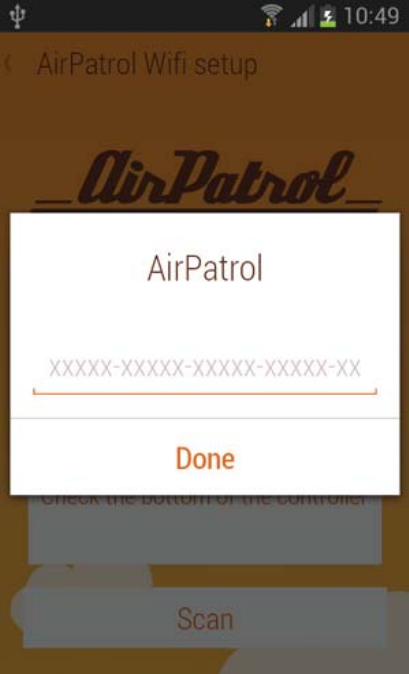 10:49
AirPatrol Wifi setup
AirPatrol
AirPatrol
XXXXX-XXXXX-XXXXX-XXXXX-XX
Done
Check the bottom of the controller
Scan